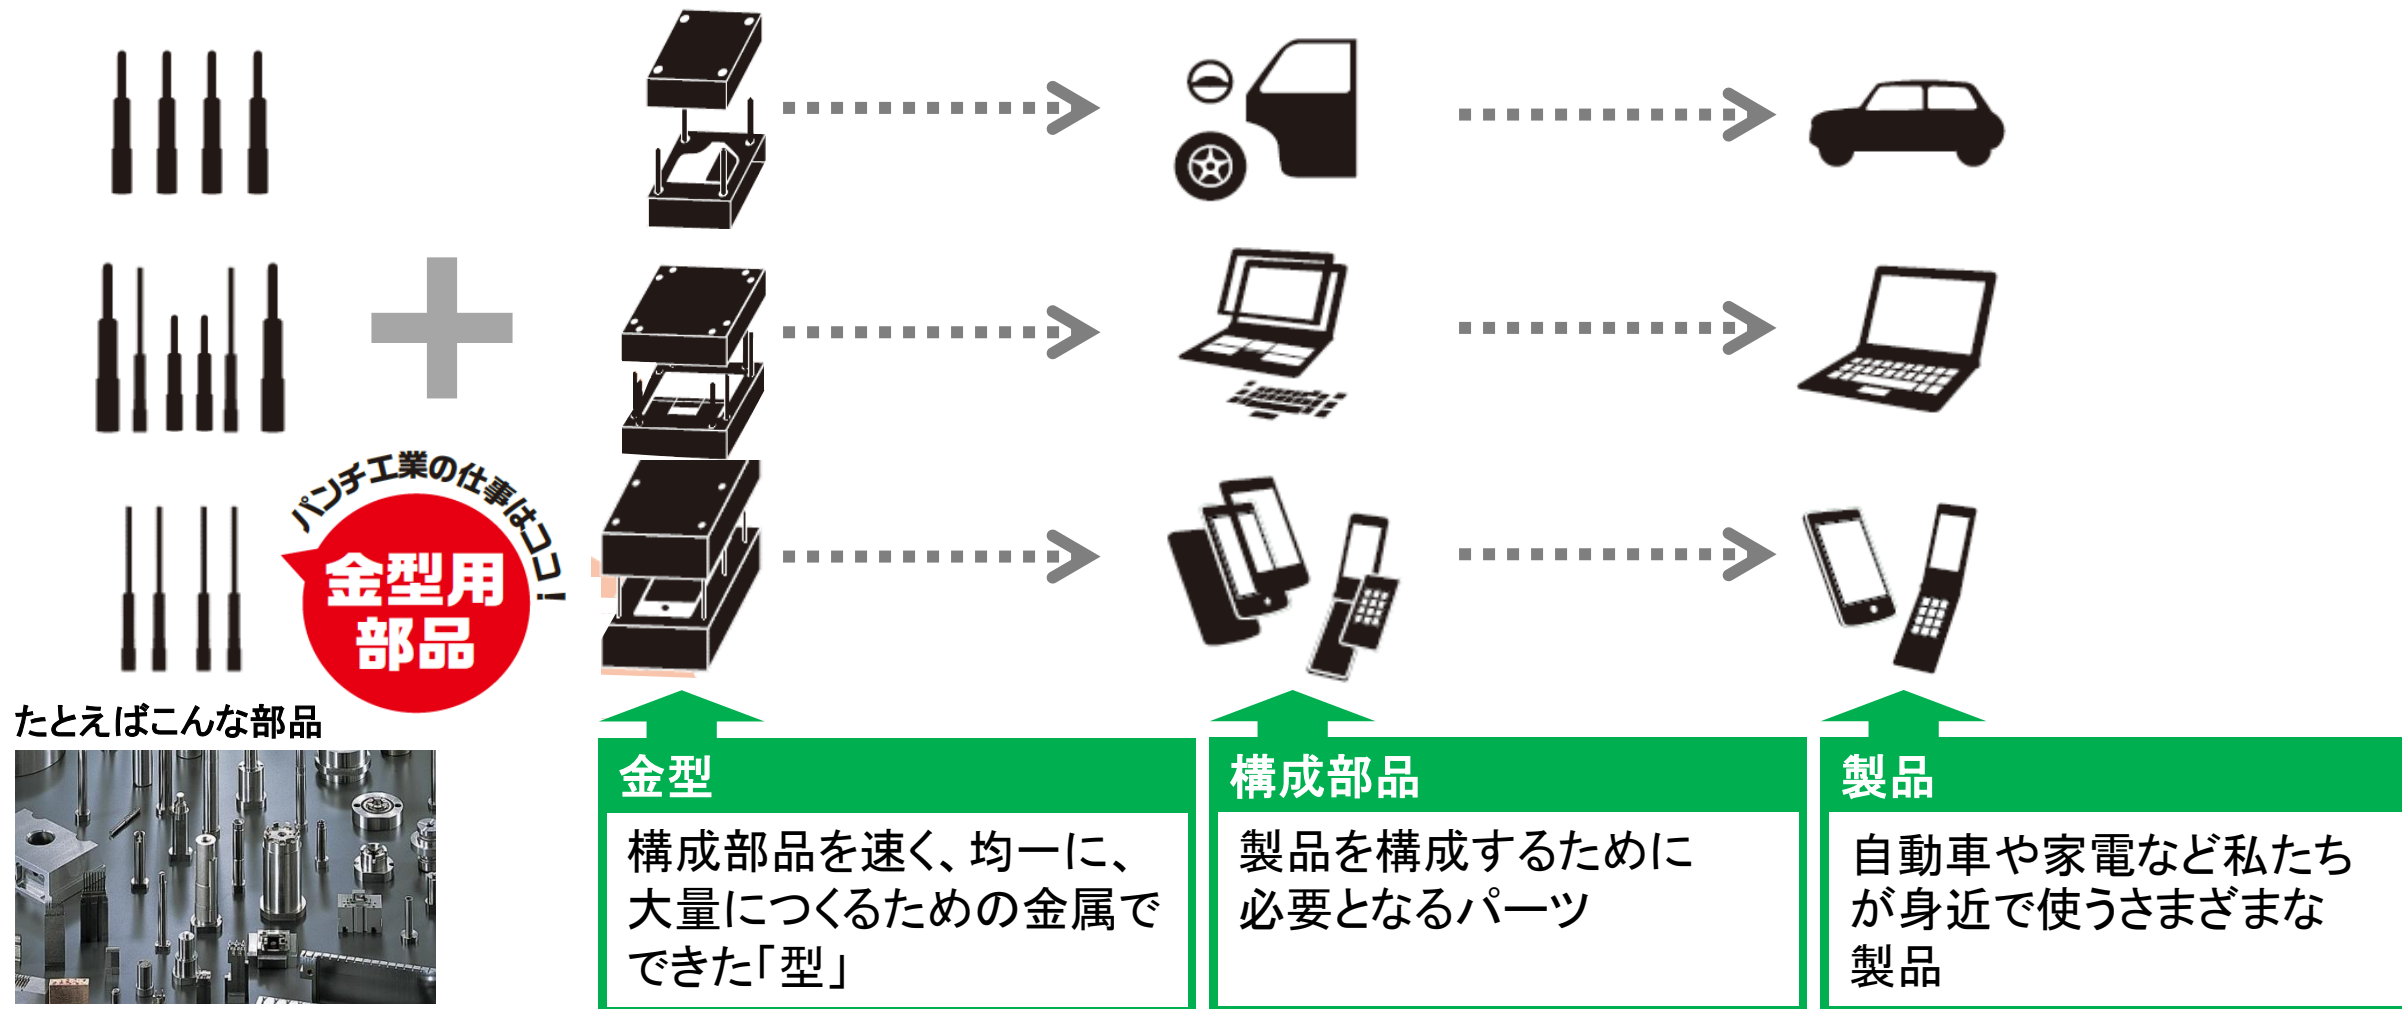 パンチ工業の仕事はココ!
金型用
部品
たとえばこんな部品
金型
構成部品を速く、均一に、
大量につくるための金属で
できた「型」
構成部品
製品を構成するために
必要となるパーツ
製品
自動車や家電など私たち
が身近で使うさまざまな
製品